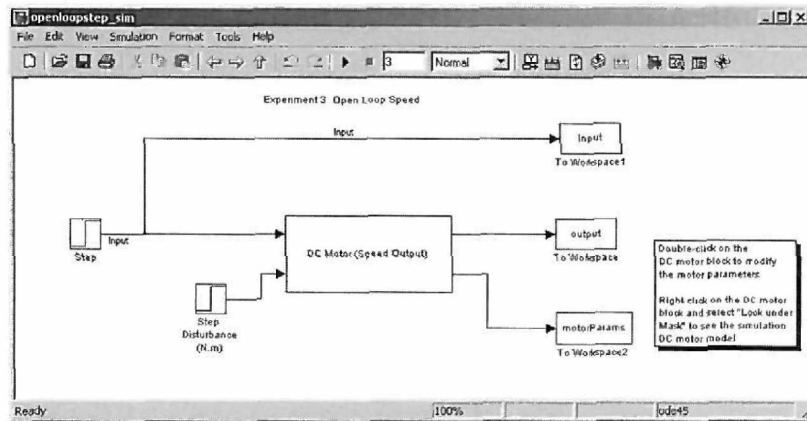 openloopstep_sim
File Edit View Simulation Format Tools Help
3 Normal
Experiment 3 Open Loop Speed
Input
Input
To Workspace1
Step
Input
DC Motor (Speed Output)
output
To Workspace
Step
Disturbance
(N.m)
motorParams
To Workspace2
Double-click on the
DC motor block to modify
the motor parameters
Right click on the DC motor
block and select "Look under
Mask" to see the simulation
DC motor model
Ready 100% ode45